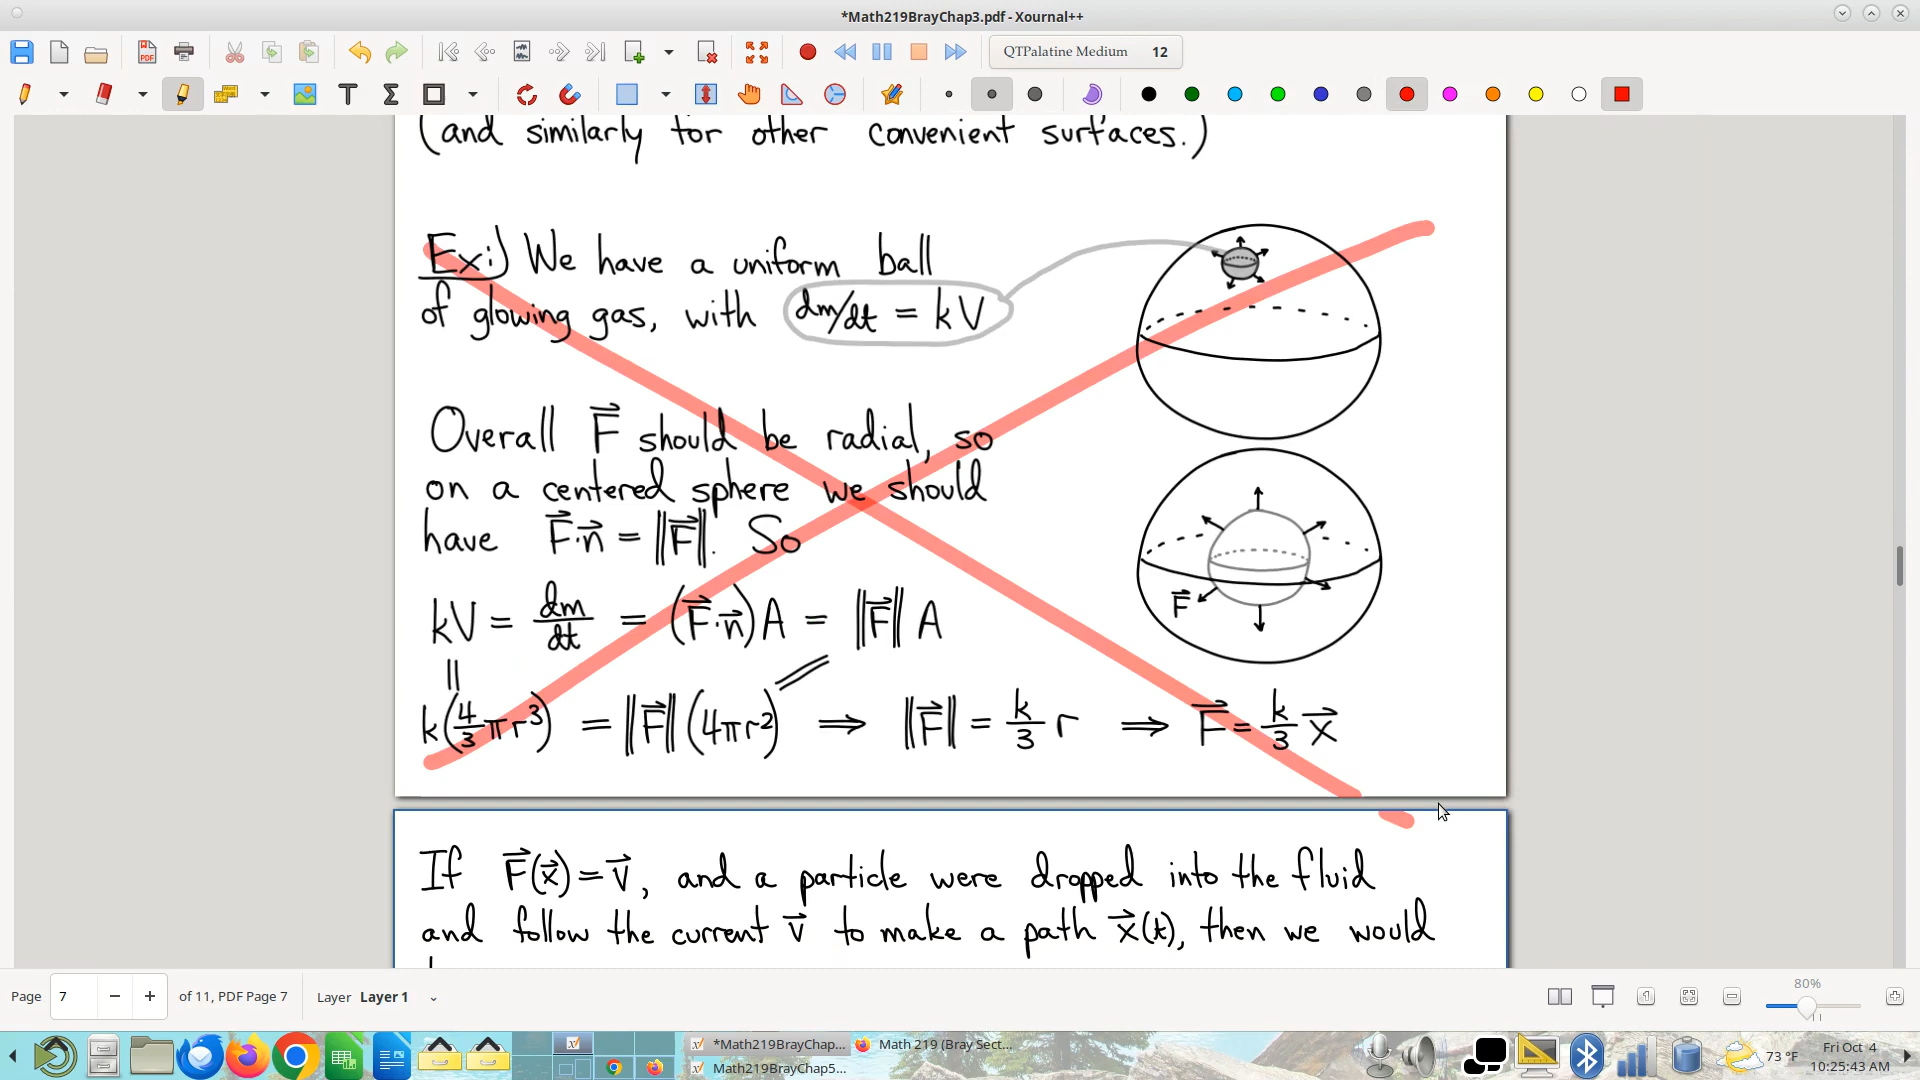 *Math219BrayChap3.pdf - Xournal++
QTPalatine Medium 12
(and similarly for other convenient surfaces.)
Ex:) We have a uniform ball
of glowing gas, with dm/dt = kV
Overall F⃗ should be radial, so
on a centered sphere we should
have F⃗·n⃗ = ||F⃗||. So
F⃗
kV = dm/dt = (F⃗·n⃗)A = ||F⃗|| A
k(4/3 πr³) = ||F⃗||(4πr²) ⟹ ||F⃗|| = k/3 r ⟹ F⃗ = k/3 x⃗
If F⃗(x⃗) = v⃗, and a particle were dropped into the fluid
and follow the current v⃗ to make a path x⃗(t), then we would
Page 7 of 11, PDF Page 7 Layer Layer 1 80%
*Math219BrayChap... Math 219 (Bray Sect...
Math219BrayChap5...
73 °F
Fri Oct 4
10:25:43 AM